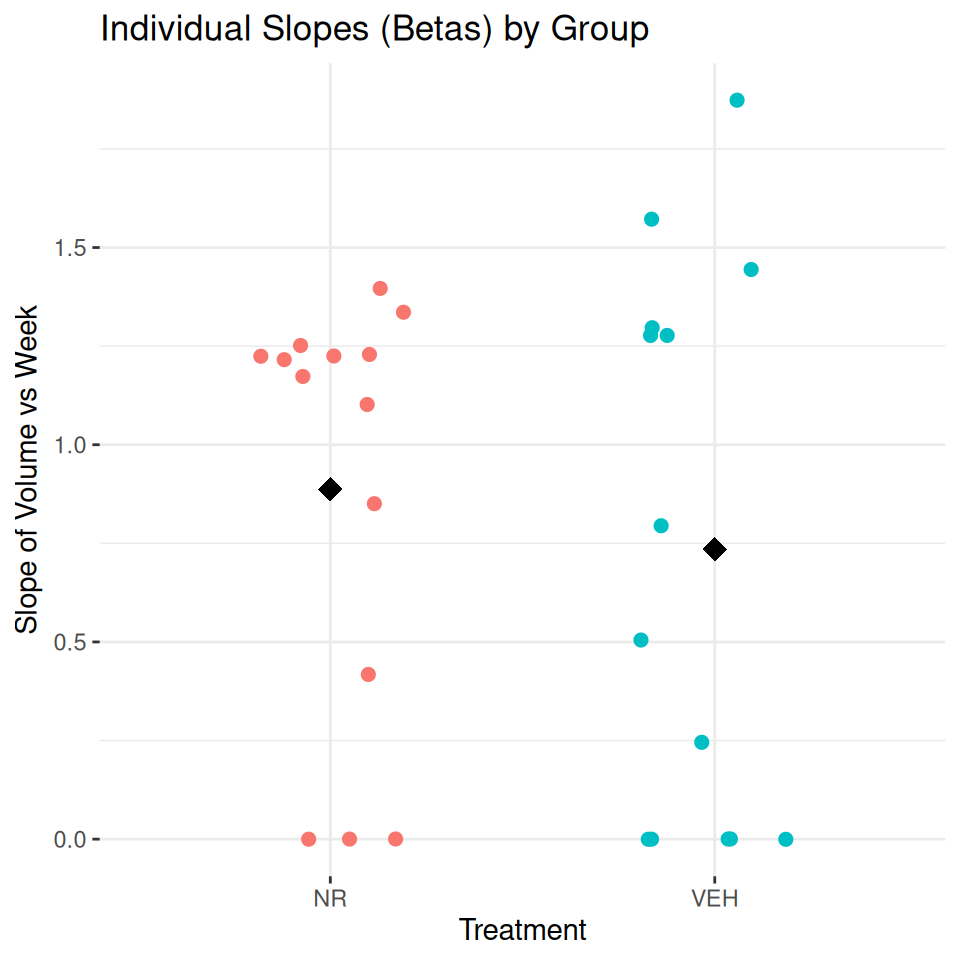 Individual Slopes (Betas) by Group
Slope of Volume vs Week
1.5
1.0
0.5
0.0
NR
VEH
Treatment